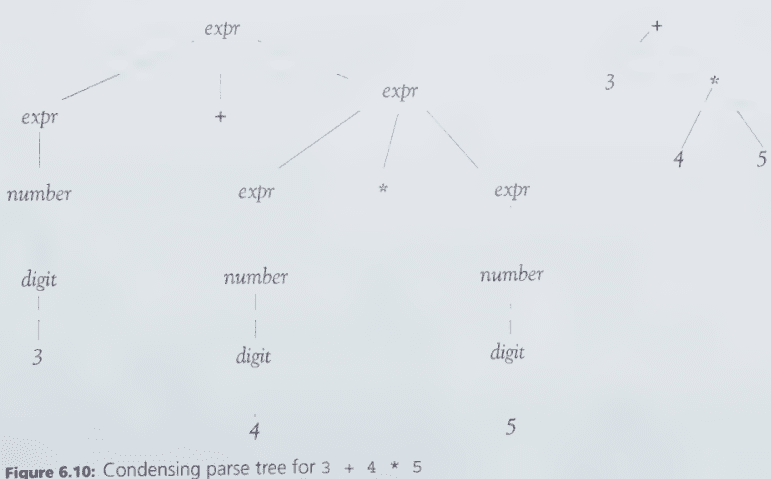 expr
+
expr
3
*
expr
+
4
5
number
expr
*
expr
digit
number
number
3
digit
digit
4
5
Figure 6.10: Condensing parse tree for 3 + 4 * 5